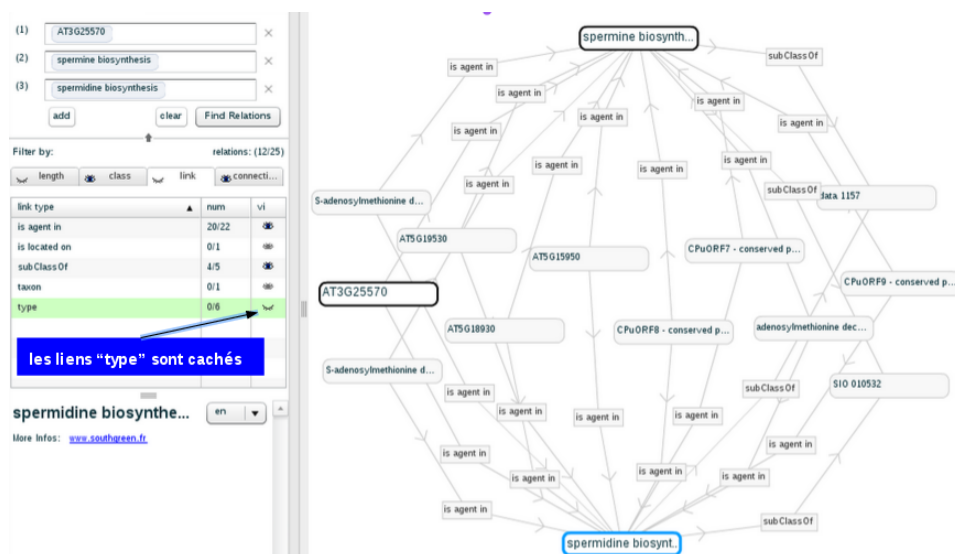 (1) AT3G25570
(2) spermine biosynthesis
(3) spermidine biosynthesis
add clear Find Relations
Filter by: relations: (12/25)
length class link connecti...
link type num vi
is agent in 20/22
is located on 0/1
subClassOf 4/5
taxon 0/1
type 0/6
les liens “type” sont cachés
spermidine biosynthe... en
More Infos: www.southgreen.fr
spermine biosynth...
subClassOf
is agent in
is agent in
is agent in
is agent in
is agent in
is agent in
is agent in
is agent in
is agent in
subClassOf
S-adenosylmethionine d...
data 1157
AT5G19530
AT5G15950
CPuORF7 - conserved p...
CPuORF9 - conserved p...
AT3G25570
AT5G18930
CPuORF8 - conserved p...
adenosylmethionine dec...
S-adenosylmethionine d...
SIO 010532
is agent in
subClassOf
is agent in
is agent in
is agent in
is agent in
is agent in
is agent in
is agent in
is agent in
is agent in
subClassOf
spermidine biosynt..